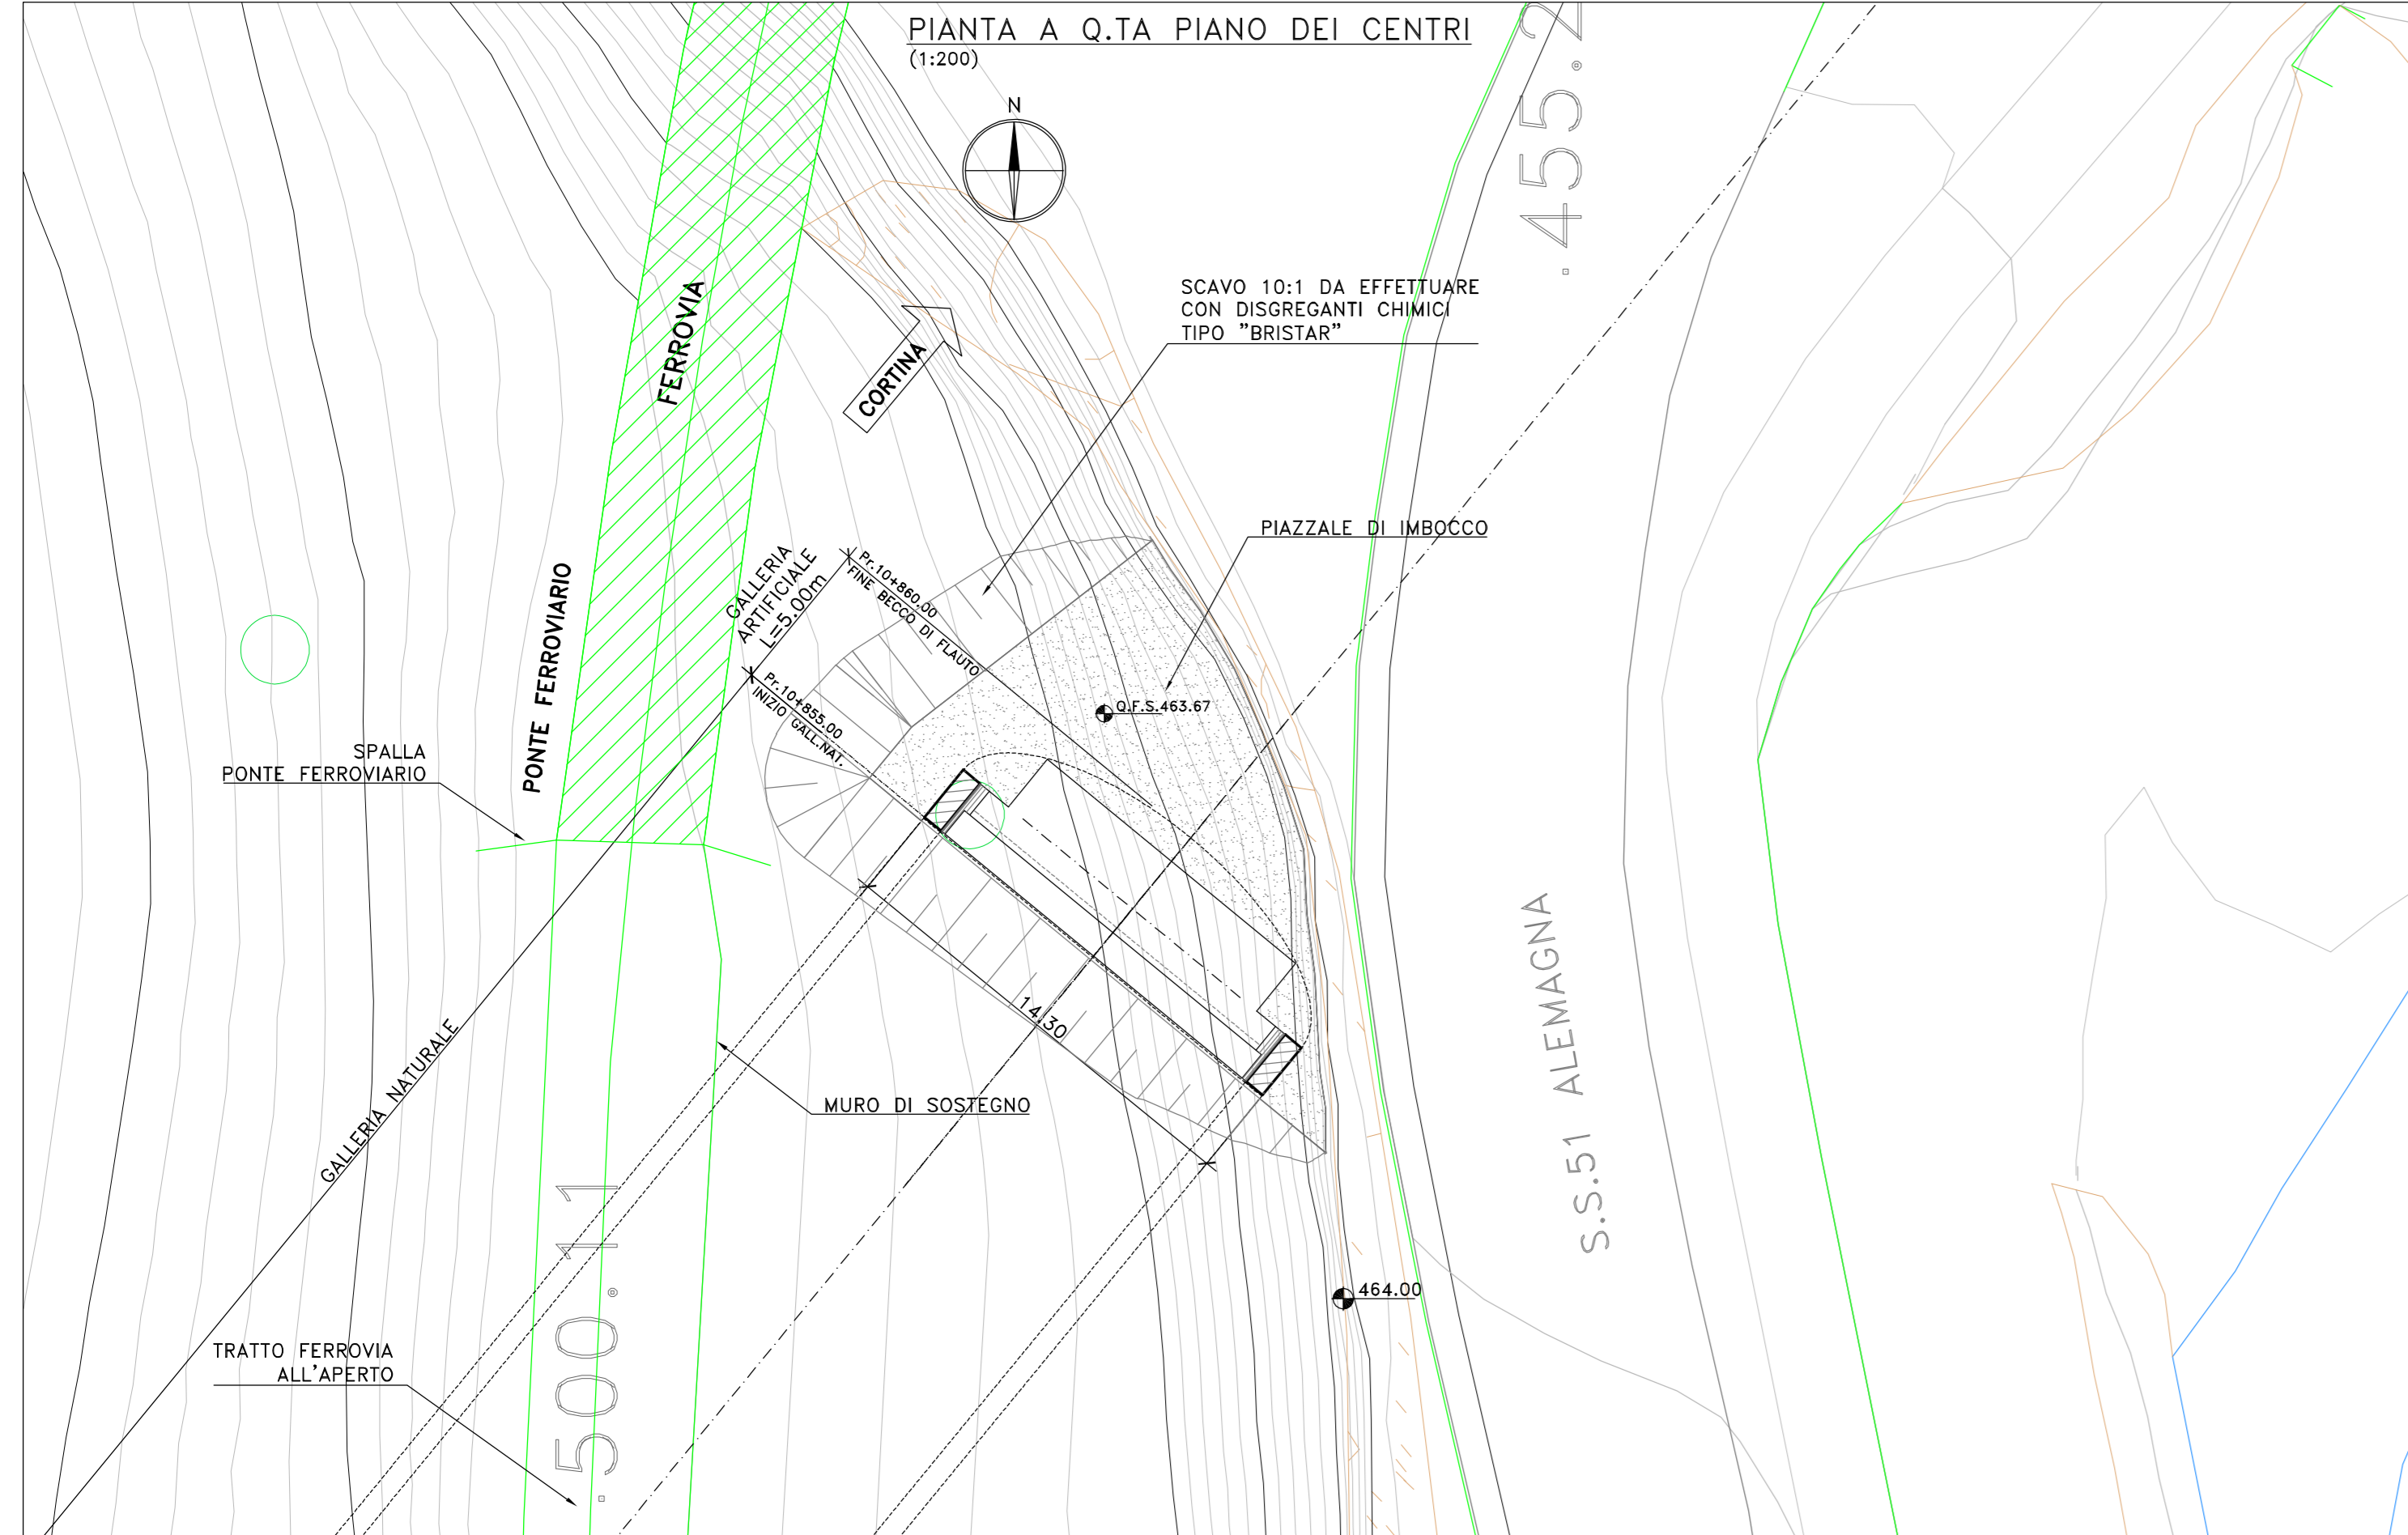 PIANTA A Q.TA PIANO DEI CENTRI
(1:200)
N
.455.2
SCAVO 10:1 DA EFFETTUARE
CON DISGREGANTI CHIMICI
TIPO "BRISTAR"
FERROVIA
CORTINA
PIAZZALE DI IMBOCCO
GALLERIA
ARTIFICIALE
L=5.00m
Pr.10+860.00
FINE BECCO DI FLAUTO
PONTE FERROVIARIO
Pr.10+855.00
INIZIO GALL.NAT.
Q.F.S.463.67
SPALLA
PONTE FERROVIARIO
14.30
S.S.51 ALEMAGNA
GALLERIA NATURALE
MURO DI SOSTEGNO
.500.11
464.00
TRATTO FERROVIA
ALL'APERTO